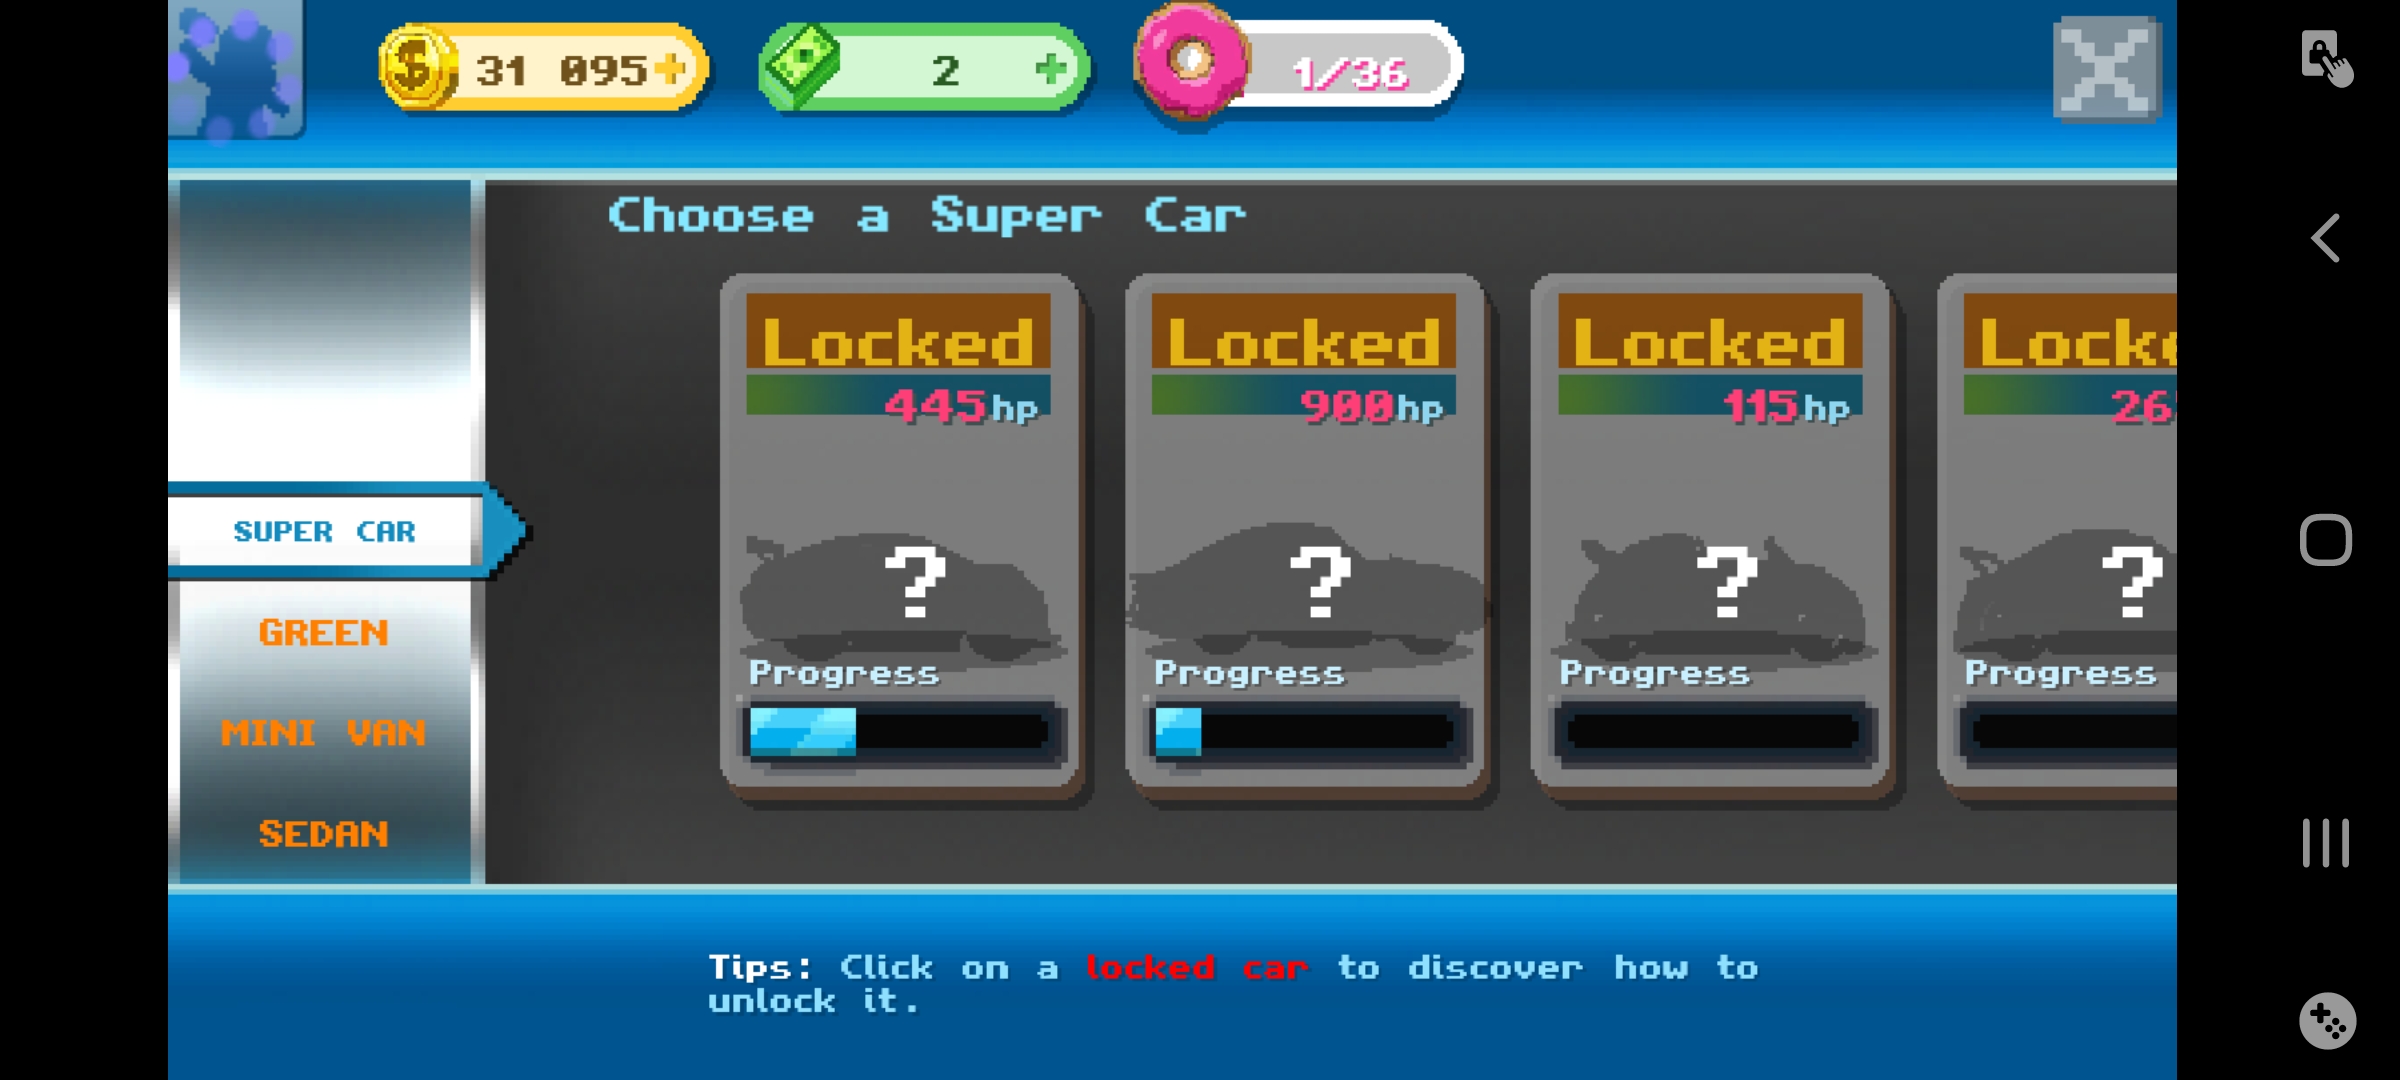 31 095
2
1/36
Choose a Super Car
Locked
445hp
Progress
Locked
900hp
Progress
Locked
115hp
Progress
Progress
SUPER CAR
GREEN
MINI VAN
SEDAN
Tips: Click on a locked car to discover how to
unlock it.